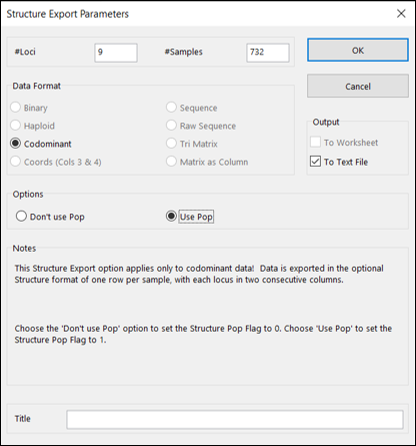 Structure Export Parameters
#Loci 9 #Samples 732 OK
Cancel
Data Format
Binary Sequence
Haploid Raw Sequence
Codominant Tri Matrix
Coords (Cols 3 & 4) Matrix as Column
Output
To Worksheet
To Text File
Options
Don't use Pop Use Pop
Notes
This Structure Export option applies only to codominant data! Data is exported in the optional
Structure format of one row per sample, with each locus in two consecutive columns.
Choose the 'Don't use Pop' option to set the Structure Pop Flag to 0. Choose 'Use Pop' to set the
Structure Pop Flag to 1.
Title